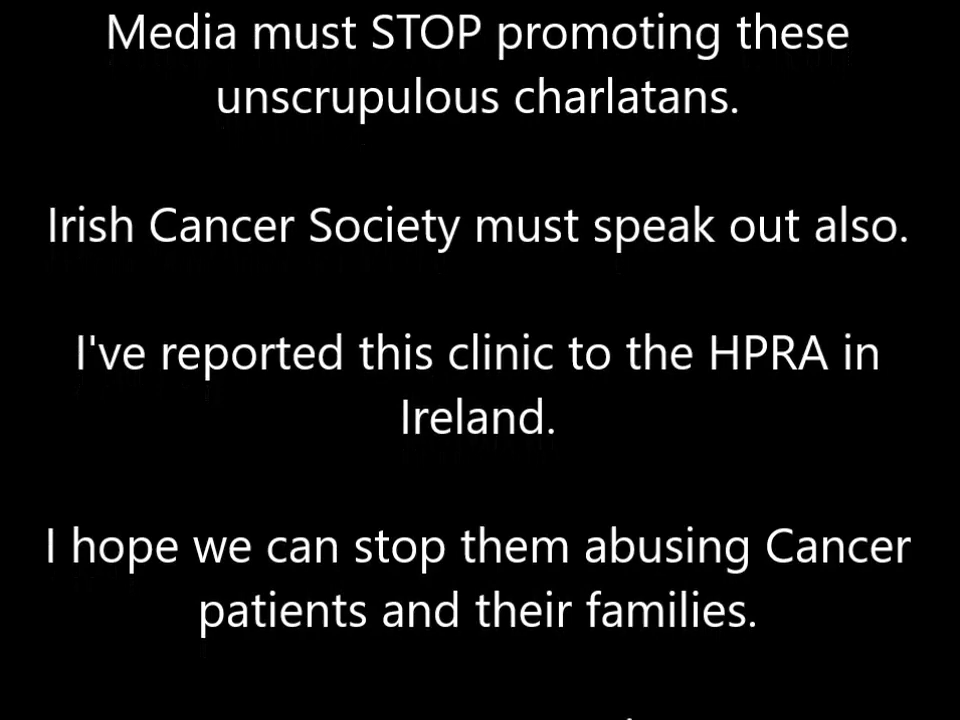 Media must STOP promoting these
unscrupulous charlatans.
Irish Cancer Society must speak out also.
I've reported this clinic to the HPRA in
Ireland.
I hope we can stop them abusing Cancer
patients and their families.